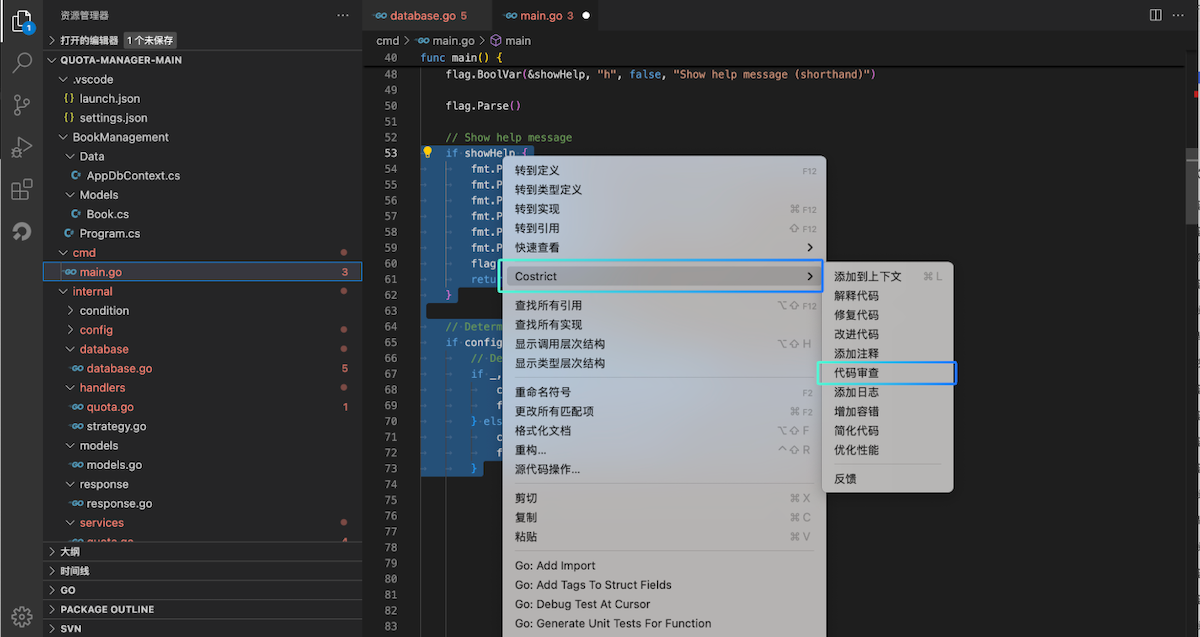 资源管理器
打开的编辑器 1个未保存
QUOTA-MANAGER-MAIN
.vscode
{} launch.json
{} settings.json
BookManagement
Data
C# AppDbContext.cs
Models
C# Book.cs
C# Program.cs
cmd
GO main.go 3
internal
condition
config
database
GO database.go 5
handlers
GO quota.go 1
GO strategy.go
models
GO models.go
response
GO response.go
services
GO quota.go 4
大纲
时间线
GO
PACKAGE OUTLINE
SVN
1
GO database.go 5 GO main.go 3
cmd > GO main.go > main
40 func main() {
48 flag.BoolVar(&showHelp, "h", false, "Show help message (shorthand)")
49
50 flag.Parse()
51
52 // Show help message
53 if showHelp {
54 fmt.P
55 fmt.P
56 fmt.P
57 fmt.P
58 fmt.P
59 fmt.P
60 flag
61 retu
62 }
63
64 // Determ
65 if config
66 // De
67 if _,
68 c
69 f
70 } els
71 c
72 f
73 }
74
75
76
77
78
79
80
81
82
83
转到定义 F12
转到类型定义
转到实现 ⌘ F12
转到引用 ⇧ F12
快速查看 >
Costrict >
查找所有引用 ⌥⇧ F12
查找所有实现
显示调用层次结构 ⌥⇧ H
显示类型层次结构
重命名符号 F2
更改所有匹配项 ⌘ F2
格式化文档 ⌥⇧ F
重构... ^⇧ R
源代码操作...
剪切 ⌘ X
复制 ⌘ C
粘贴 ⌘ V
Go: Add Import
Go: Add Tags To Struct Fields
Go: Debug Test At Cursor
Go: Generate Unit Tests For Function
添加到上下文 ⌘ L
解释代码
修复代码
改进代码
添加注释
代码审查
添加日志
增加容错
简化代码
优化性能
反馈